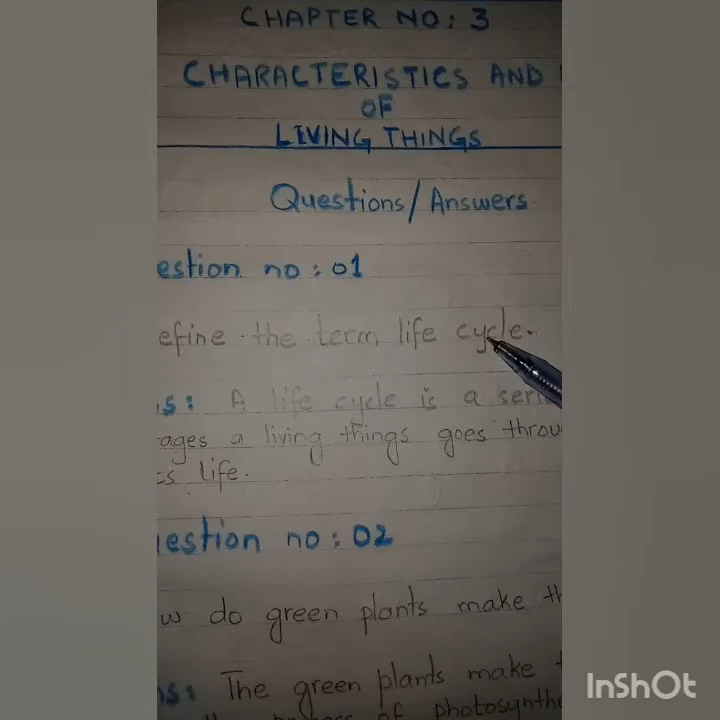 CHAPTER NO: 3
CHARACTERISTICS AND
OF
LIVING THINGS
Questions/Answers
estion no: 01
efine the term life cycle.
s: A life cycle is a seri
ages a living things goes throu
s life.
estion no: 02
w do green plants make th
s: The green plants make t
of photosynthe
InShOt